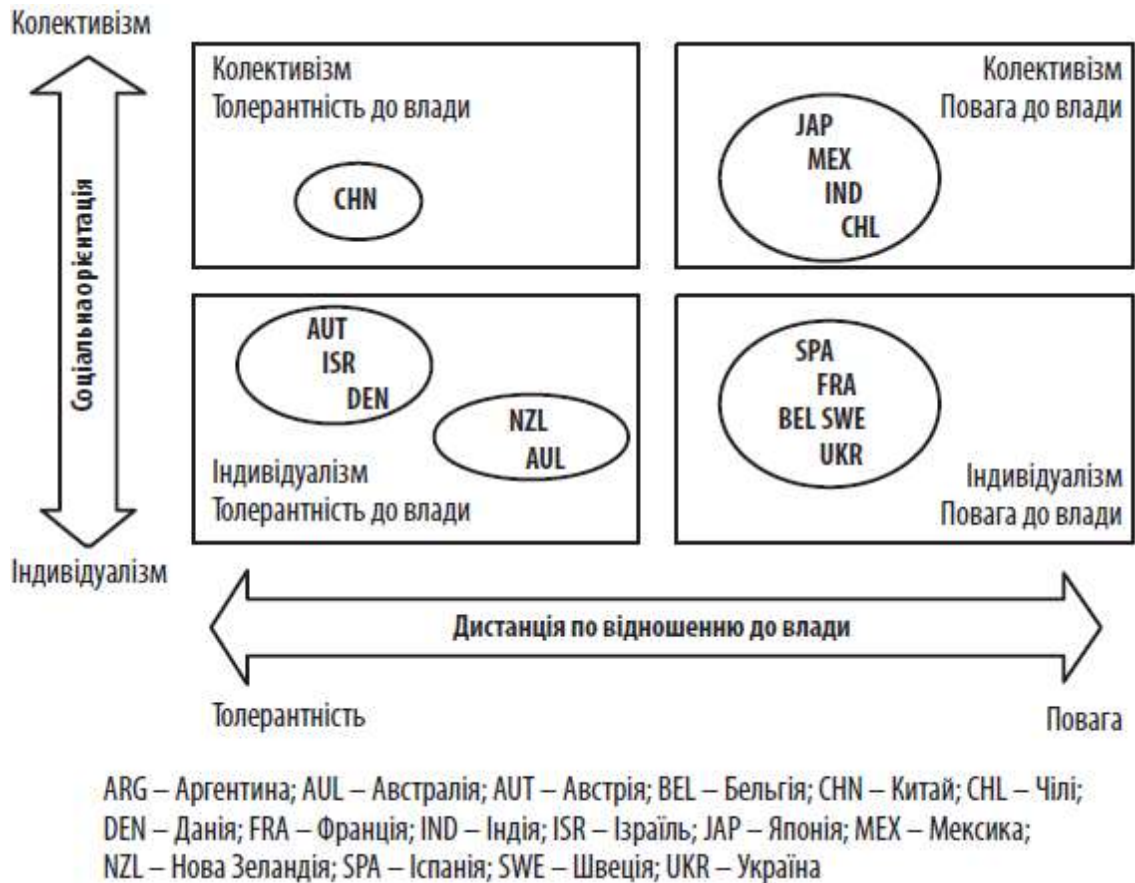 Колективізм
Колективізм
Толерантність до влади
CHN
Колективізм
Повага до влади
JAP
MEX
IND
CHL
Соціальна орієнтація
AUT
ISR
DEN
NZL
AUL
Індивідуалізм
Толерантність до влади
SPA
FRA
BEL SWE
UKR
Індивідуалізм
Повага до влади
Індивідуалізм
Дистанція по відношенню до влади
Толерантність
Повага
ARG – Аргентина; AUL – Австралія; AUT – Австрія; BEL – Бельгія; CHN – Китай; CHL – Чілі;
DEN – Данія; FRA – Франція; IND – Індія; ISR – Ізраїль; JAP – Японія; MEX – Мексика;
NZL – Нова Зеландія; SPA – Іспанія; SWE – Швеція; UKR – Україна